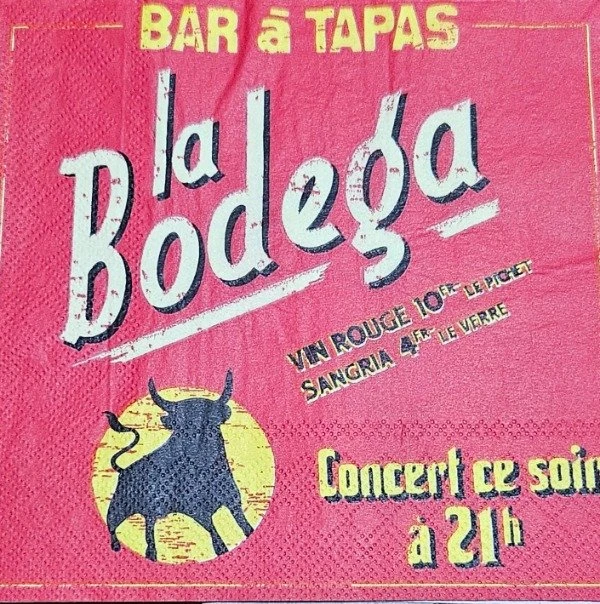 BAR à TAPAS
la
Bodega
VIN ROUGE 10FR LE PICHET
SANGRIA 4FR LE VERRE
Concert ce soir
à 21h